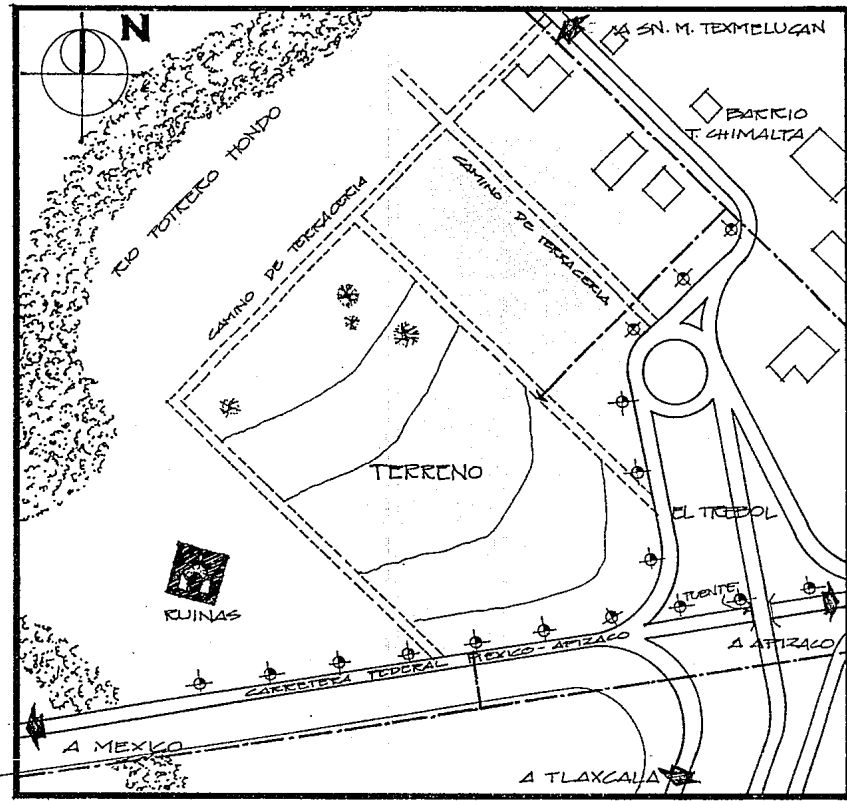 N
A SN. M. TEXMELUCAN
BARRIO
T. CHIMALTA
RIO POTRERO HONDO
CAMINO DE TERRACERIA
CAMINO DE TERRACERIA
TERRENO
EL TREBOL
RUINAS
PUENTE
A APIZACO
CARRETERA FEDERAL MEXICO-APIZACO
A MEXICO
A TLAXCALA